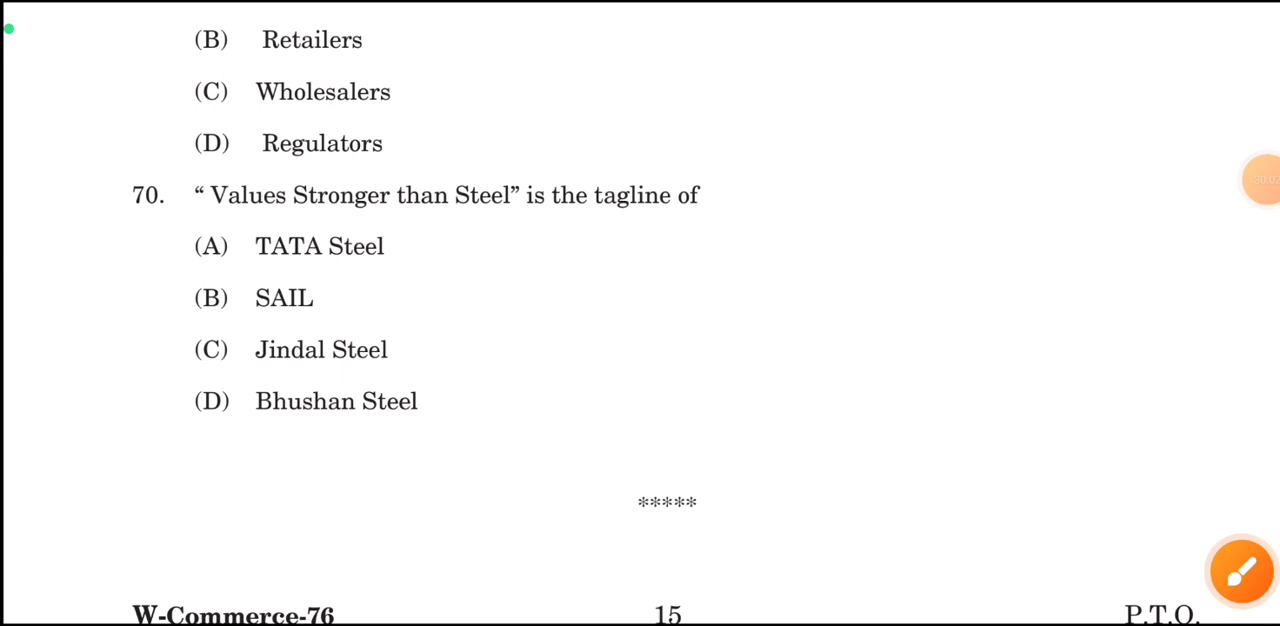 (B) Retailers
(C) Wholesalers
(D) Regulators
70. “ Values Stronger than Steel” is the tagline of
(A) TATA Steel
(B) SAIL
(C) Jindal Steel
(D) Bhushan Steel
*****
W-Commerce-76 15 P.T.O.